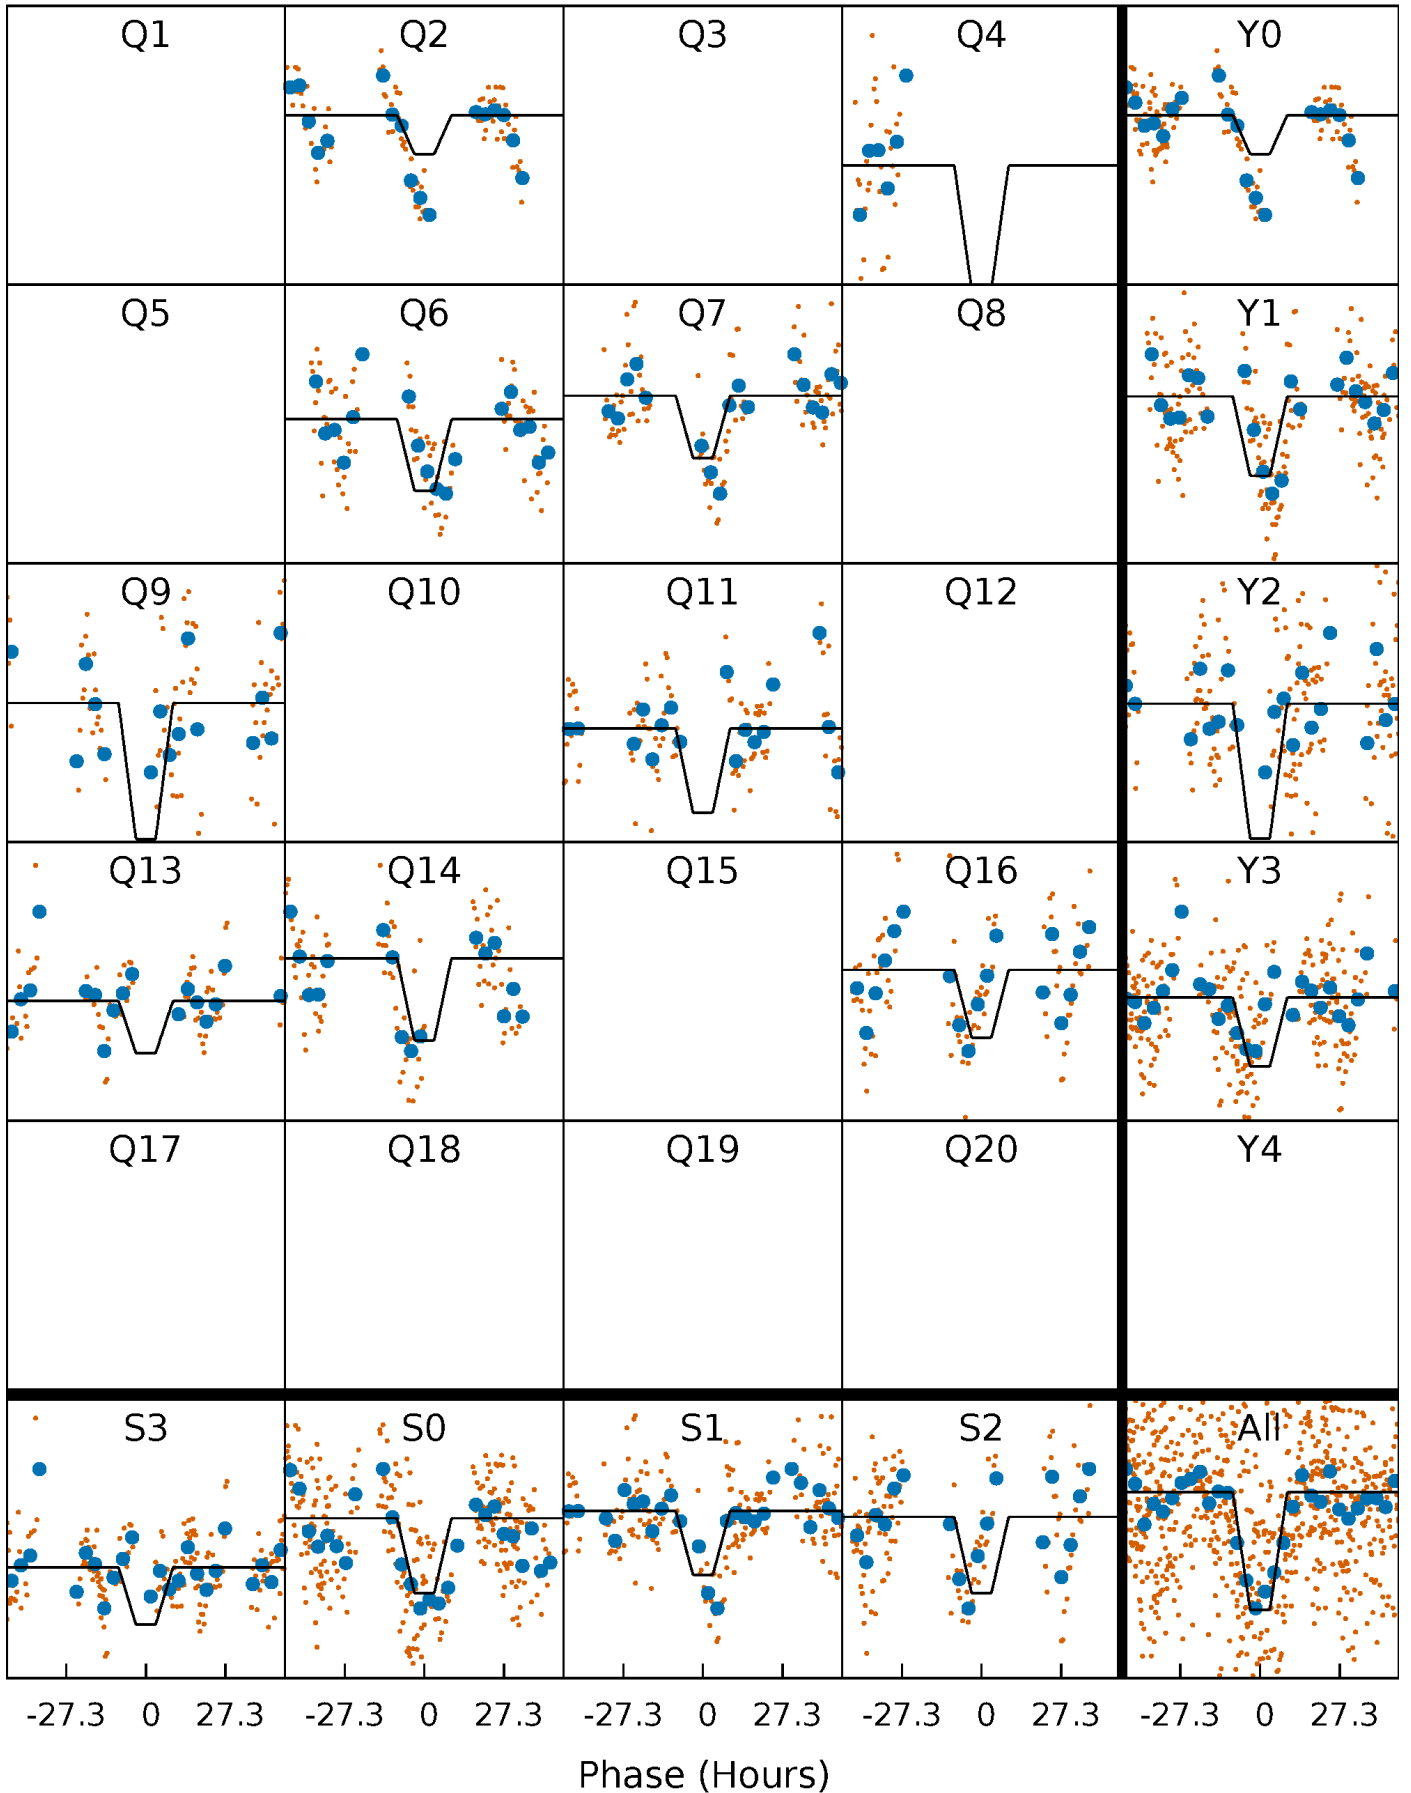 Q1 Q2 Q3 Q4 Y0
Q5 Q6 Q7 Q8 Y1
Q9 Q10 Q11 Q12 Y2
Q13 Q14 Q15 Q16 Y3
Q17 Q18 Q19 Q20 Y4
S3 S0 S1 S2 All
-27.3 0 27.3 -27.3 0 27.3 -27.3 0 27.3 -27.3 0 27.3 -27.3 0 27.3
Phase (Hours)